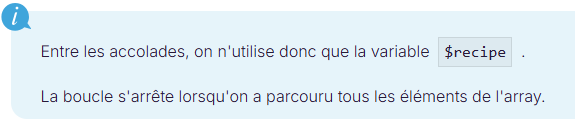 Entre les accolades, on n'utilise donc que la variable $recipe .
La boucle s'arrête lorsqu'on a parcouru tous les éléments de l'array.